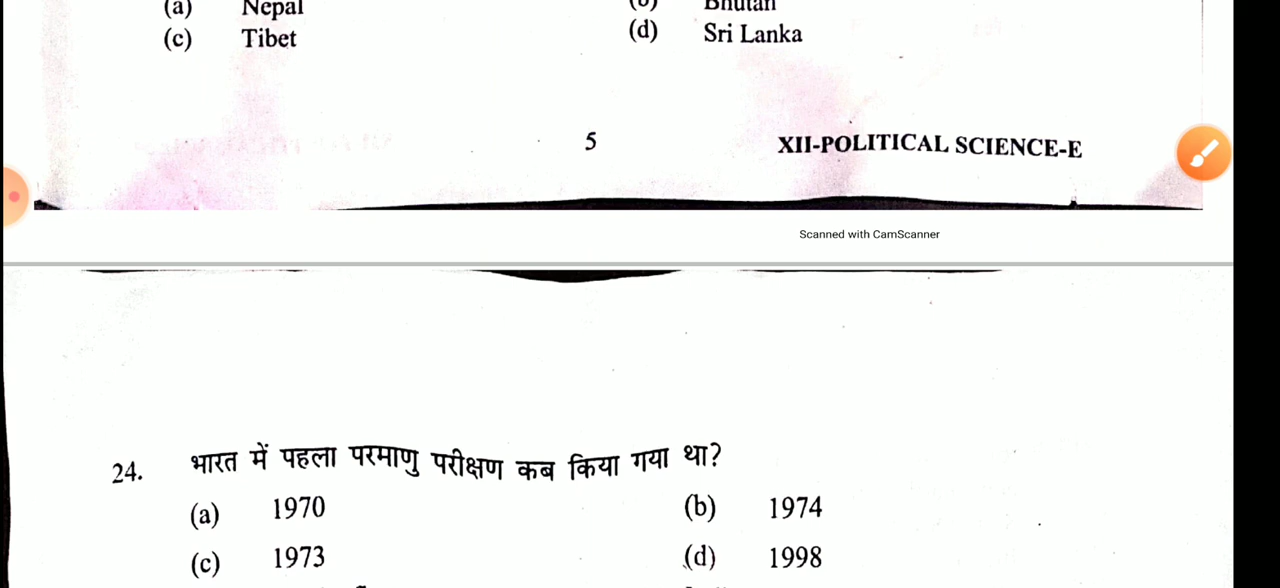 (a) Nepal (b) Bhutan
(c) Tibet (d) Sri Lanka
5 XII-POLITICAL SCIENCE-E
Scanned with CamScanner
24. भारत में पहला परमाणु परीक्षण कब किया गया था?
(a) 1970 (b) 1974
(c) 1973 (d) 1998